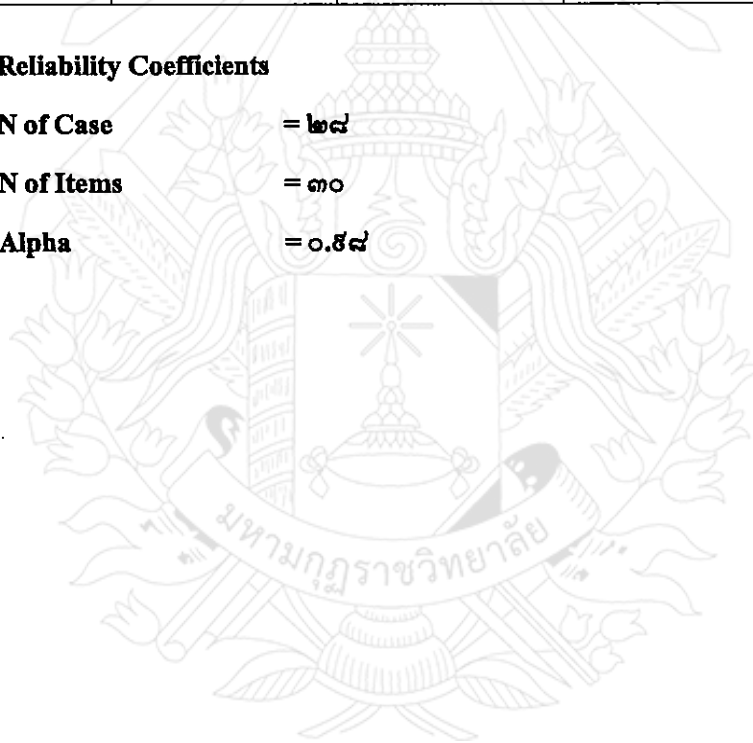 Reliability Coefficients
N of Case = ๒๘
N of Items = ๓๐
Alpha = ๐.๕๘
มหามกุฏราชวิทยาลัย